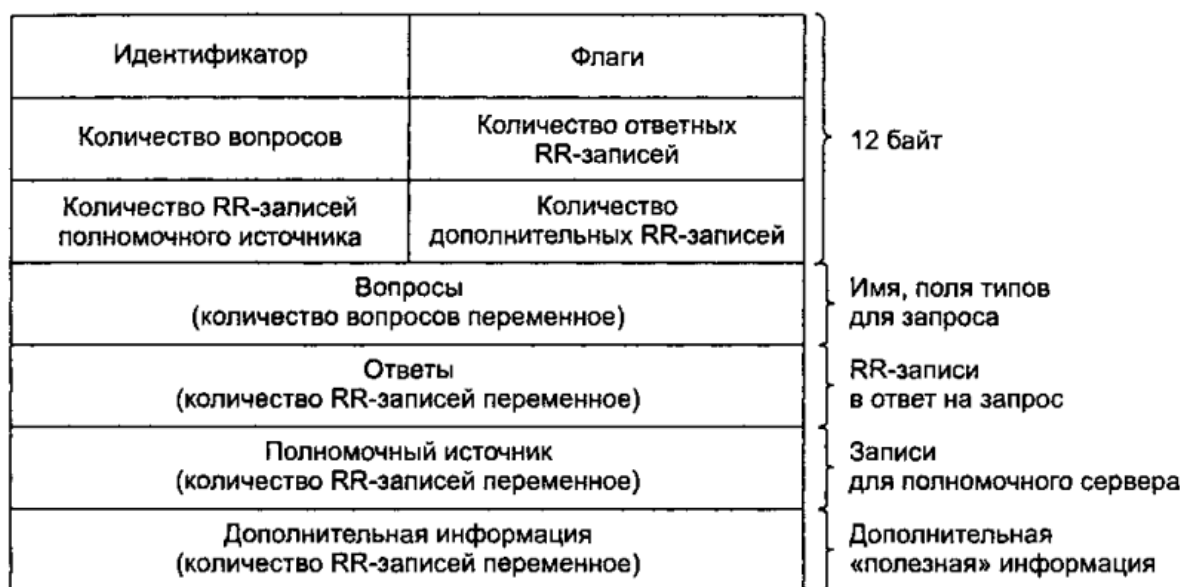 Идентификатор
Флаги
Количество вопросов
Количество ответных
RR-записей
12 байт
Количество RR-записей
полномочного источника
Количество
дополнительных RR-записей
Вопросы
(количество вопросов переменное)
Имя, поля типов
для запроса
Ответы
(количество RR-записей переменное)
RR-записи
в ответ на запрос
Полномочный источник
(количество RR-записей переменное)
Записи
для полномочного сервера
Дополнительная информация
(количество RR-записей переменное)
Дополнительная
«полезная» информация